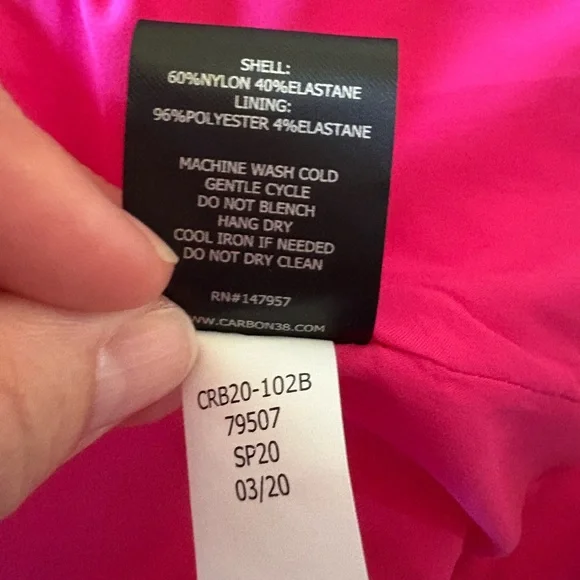 SHELL:
60%NYLON 40%ELASTANE
LINING:
96%POLYESTER 4%ELASTANE
MACHINE WASH COLD
GENTLE CYCLE
DO NOT BLENCH
HANG DRY
COOL IRON IF NEEDED
DO NOT DRY CLEAN
RN#147957
WWW.CARBON38.COM
CRB20-102B
79507
SP20
03/20